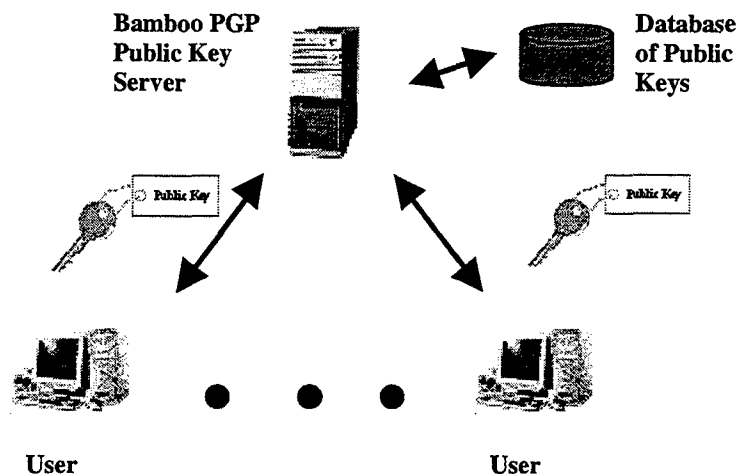 Bamboo PGP
Public Key
Server
Database
of Public
Keys
Public Key
Public Key
User
User